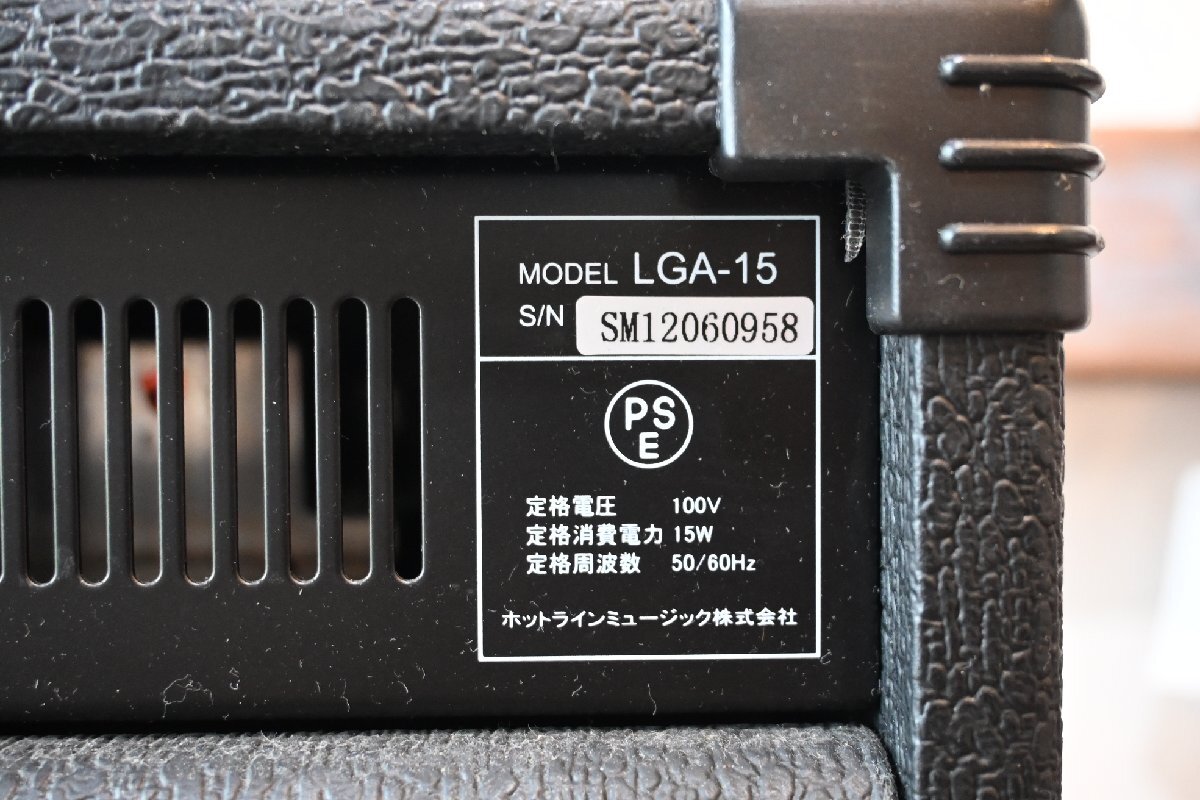 MODEL LGA-15
S/N SM12060958
PSE
定格電圧 100V
定格消費電力 15W
定格周波数 50/60Hz
ホットラインミュージック株式会社